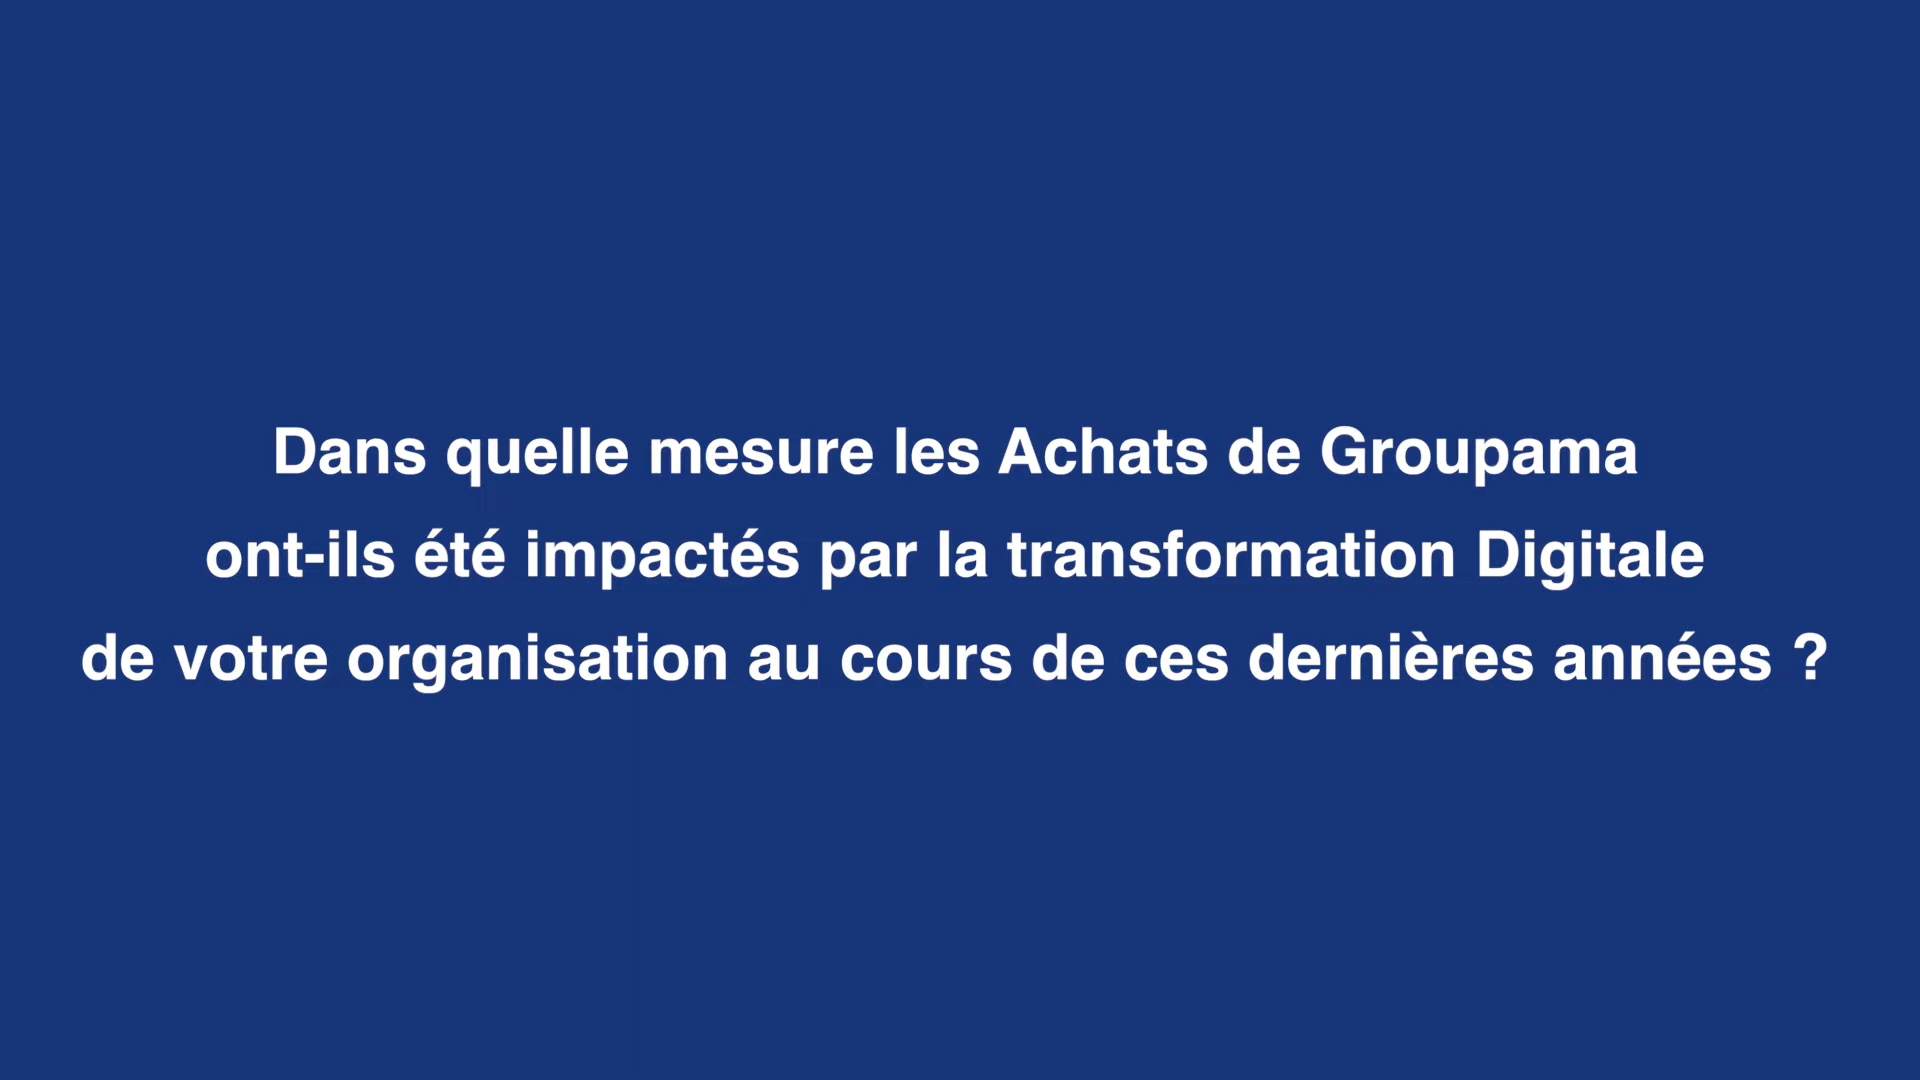 Dans quelle mesure les Achats de Groupama
ont-ils été impactés par la transformation Digitale
de votre organisation au cours de ces dernières années ?